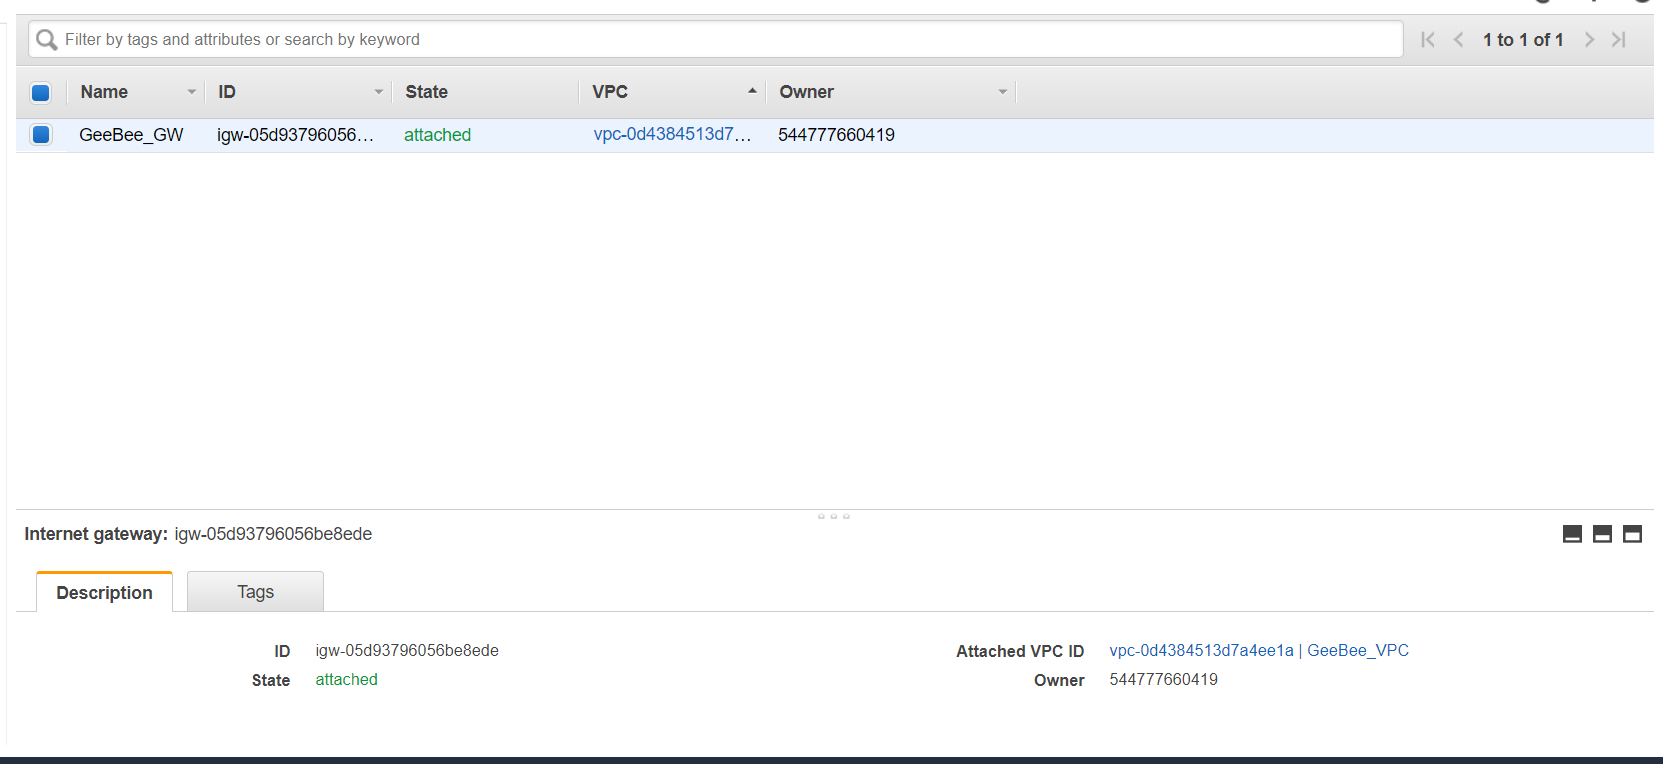 Filter by tags and attributes or search by keyword
1 to 1 of 1
Name ID State VPC Owner
GeeBee_GW igw-05d93796056... attached vpc-0d4384513d7... 544777660419
Internet gateway: igw-05d93796056be8ede
Description Tags
ID igw-05d93796056be8ede Attached VPC ID vpc-0d4384513d7a4ee1a | GeeBee_VPC
State attached Owner 544777660419